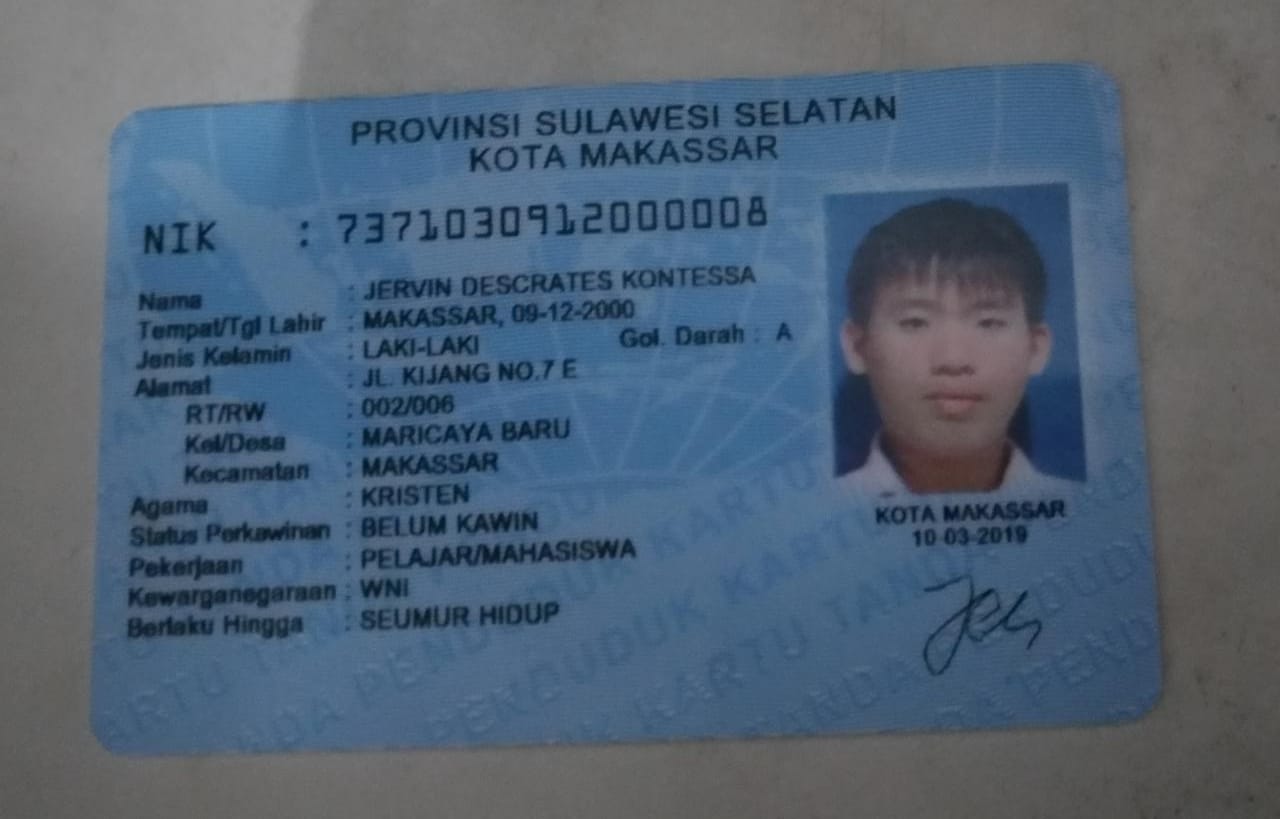 PROVINSI SULAWESI SELATAN
KOTA MAKASSAR
NIK : 7371030912000008
Nama : JERVIN DESCRATES KONTESSA
Tempat/Tgl Lahir : MAKASSAR, 09-12-2000
Jenis Kelamin : LAKI-LAKI Gol. Darah : A
Alamat : JL. KIJANG NO.7 E
RT/RW : 002/006
Kel/Desa : MARICAYA BARU
Kecamatan : MAKASSAR
Agama : KRISTEN
Status Perkawinan : BELUM KAWIN
Pekerjaan : PELAJAR/MAHASISWA
Kewarganegaraan : WNI
Berlaku Hingga : SEUMUR HIDUP
KOTA MAKASSAR
10-03-2019